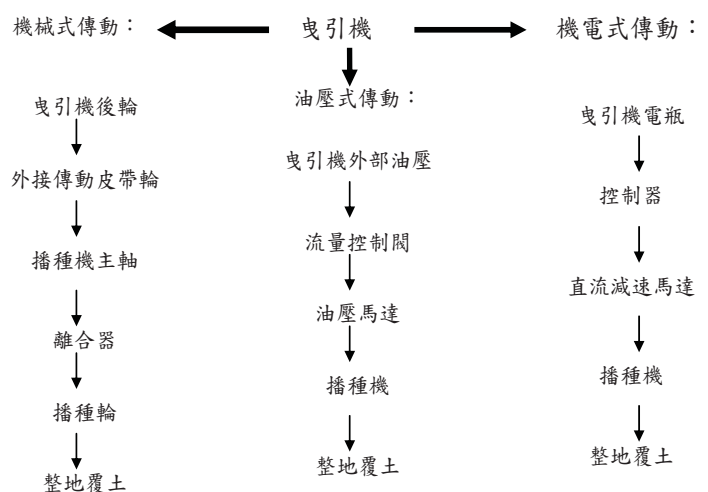 機械式傳動：
曳引機
機電式傳動：
油壓式傳動：
曳引機後輪
外接傳動皮帶輪
播種機主軸
離合器
播種輪
整地覆土
曳引機外部油壓
流量控制閥
油壓馬達
播種機
整地覆土
曳引機電瓶
控制器
直流減速馬達
播種機
整地覆土